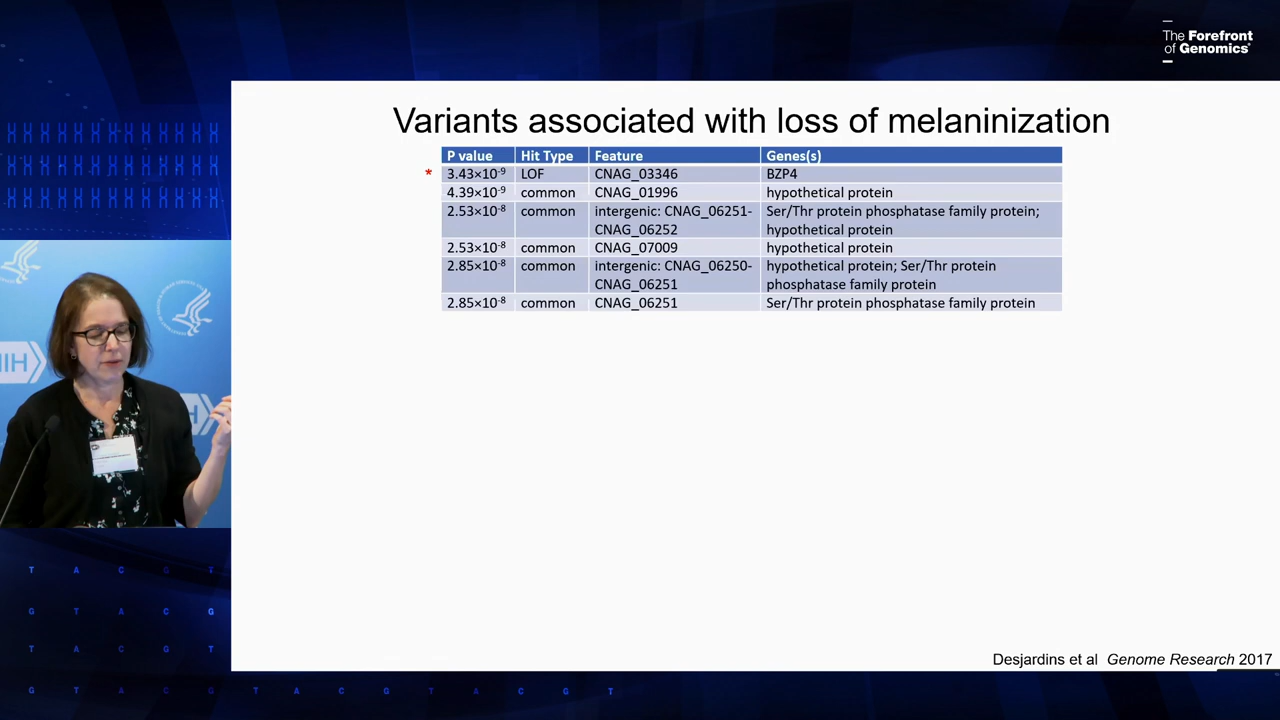 The Forefront
of Genomics®
Variants associated with loss of melaninization
P value Hit Type Feature Genes(s)
* 3.43×10-9 LOF CNAG_03346 BZP4
4.39×10-9 common CNAG_01996 hypothetical protein
2.53×10-8 common intergenic: CNAG_06251-
CNAG_06252 Ser/Thr protein phosphatase family protein;
hypothetical protein
2.53×10-8 common CNAG_07009 hypothetical protein
2.85×10-8 common intergenic: CNAG_06250-
CNAG_06251 hypothetical protein; Ser/Thr protein
phosphatase family protein
2.85×10-8 common CNAG_06251 Ser/Thr protein phosphatase family protein
NIH
Desjardins et al Genome Research 2017
T A C G T
G T A C G
T A C G T
G T A C G T A C G T A C G T